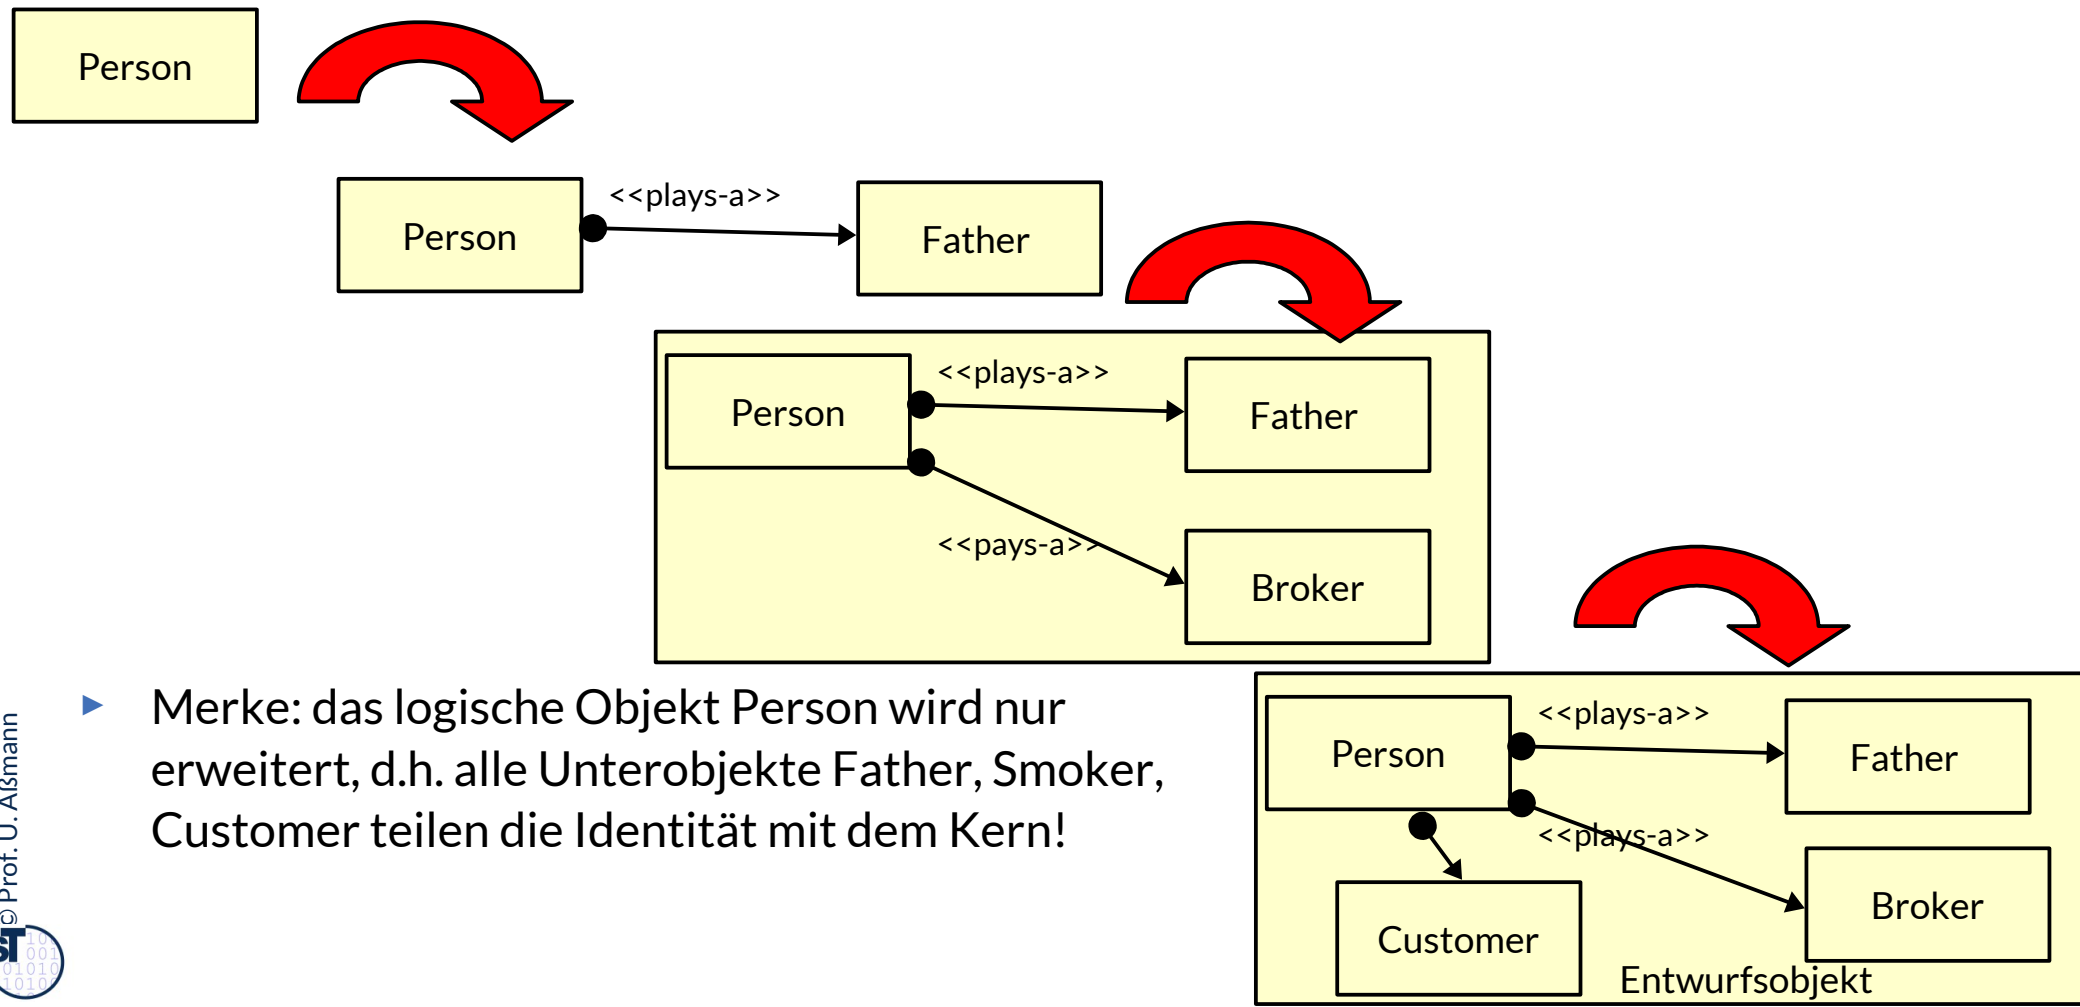 Person
<<plays-a>>
Person
Father
<<plays-a>>
Person
Father
<<pays-a>>
Broker
Merke: das logische Objekt Person wird nur
erweitert, d.h. alle Unterobjekte Father, Smoker,
Customer teilen die Identität mit dem Kern!
<<plays-a>>
Person
Father
<<plays-a>>
Broker
Customer
Entwurfsobjekt
© Prof. U. Aßmann